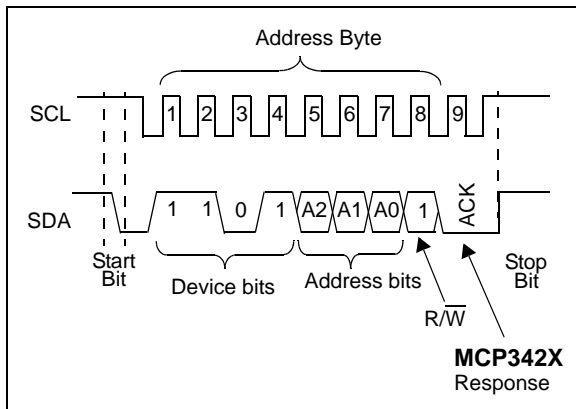 Address Byte
SCL 1 2 3 4 5 6 7 8 9
SDA 1 1 0 1 A2 A1 A0 1 ACK
Start
Bit
Device bits
Address bits
Stop
Bit
R/W̅
MCP342X
Response